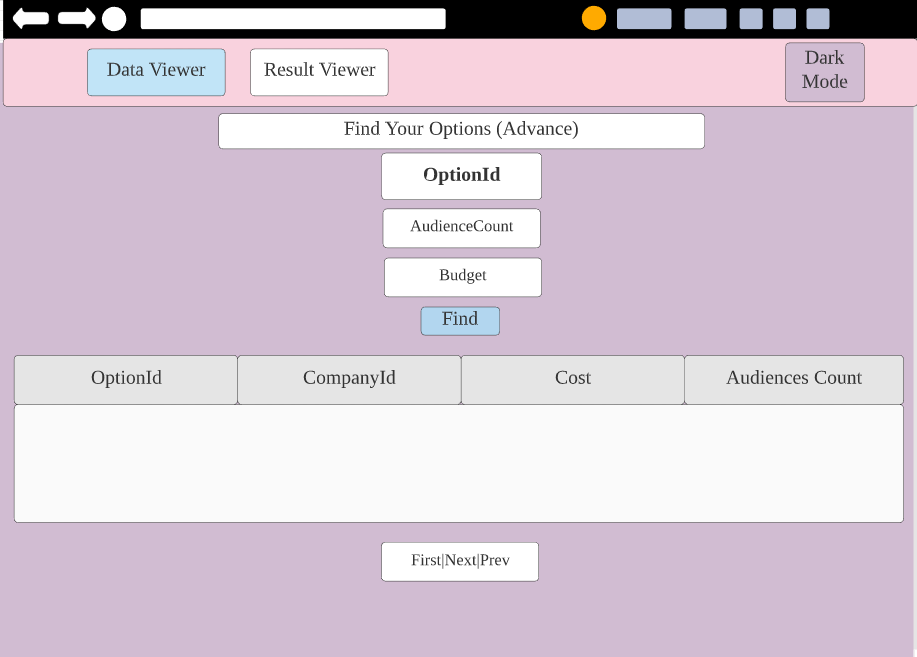 Data Viewer
Result Viewer
Dark
Mode
Find Your Options (Advance)
OptionId
AudienceCount
Budget
Find
OptionId
CompanyId
Cost
Audiences Count
First|Next|Prev